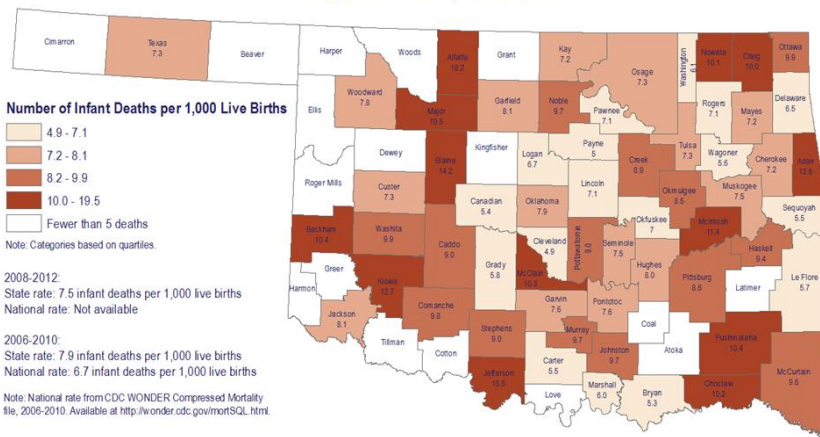 Number of Infant Deaths per 1,000 Live Births
4.9 - 7.1
7.2 - 8.1
8.2 - 9.9
10.0 - 19.5
Fewer than 5 deaths
Note: Categories based on quartiles.
2008-2012:
State rate: 7.5 infant deaths per 1,000 live births
National rate: Not available
2006-2010:
State rate: 7.9 infant deaths per 1,000 live births
National rate: 6.7 infant deaths per 1,000 live births
Note: National rate from CDC WONDER Compressed Mortality
file, 2006-2010. Available at http://wonder.cdc.gov/mortSQL.html.
Cimarron
Texas
7.3
Beaver
Harper
Woods
Alfalfa
Grant
Kay
7.2
Osage
7.3
Washington
6.1
Nowata
10.1
Craig
10.0
Ottawa
9.9
Ellis
Woodward
7.8
Major
19.5
Garfield
8.1
Noble
9.7
Pawnee
7.1
Rogers
7.1
Mayes
7.2
Delaware
6.5
Roger Mills
Dewey
Blaine
14.2
Kingfisher
Logan
6.7
Payne
5
Creek
8.9
Tulsa
7.3
Wagoner
5.6
Cherokee
7.2
Adair
12.6
Custer
7.3
Canadian
5.4
Oklahoma
7.9
Lincoln
7.1
Okmulgee
8.5
Muskogee
7.5
Okfuskee
7
McIntosh
11.4
Sequoyah
5.5
Beckham
10.4
Washita
9.9
Caddo
9.0
Grady
5.8
Cleveland
4.9
McClain
Pottawatomie
9.0
Seminole
7.5
Hughes
8.0
Haskell
9.4
Pittsburg
8.6
Latimer
Le Flore
5.7
Greer
Harmon
Kiowa
12.7
Jackson
8.1
Comanche
9.8
Tillman
Cotton
Stephens
9.0
Garvin
7.6
Murray
9.7
Pontotoc
7.6
Coal
Johnston
9.7
Atoka
Pushmataha
10.4
McCurtain
9.6
Jefferson
Carter
5.5
Love
Marshall
6.0
Bryan
5.3
Choctaw
10.2